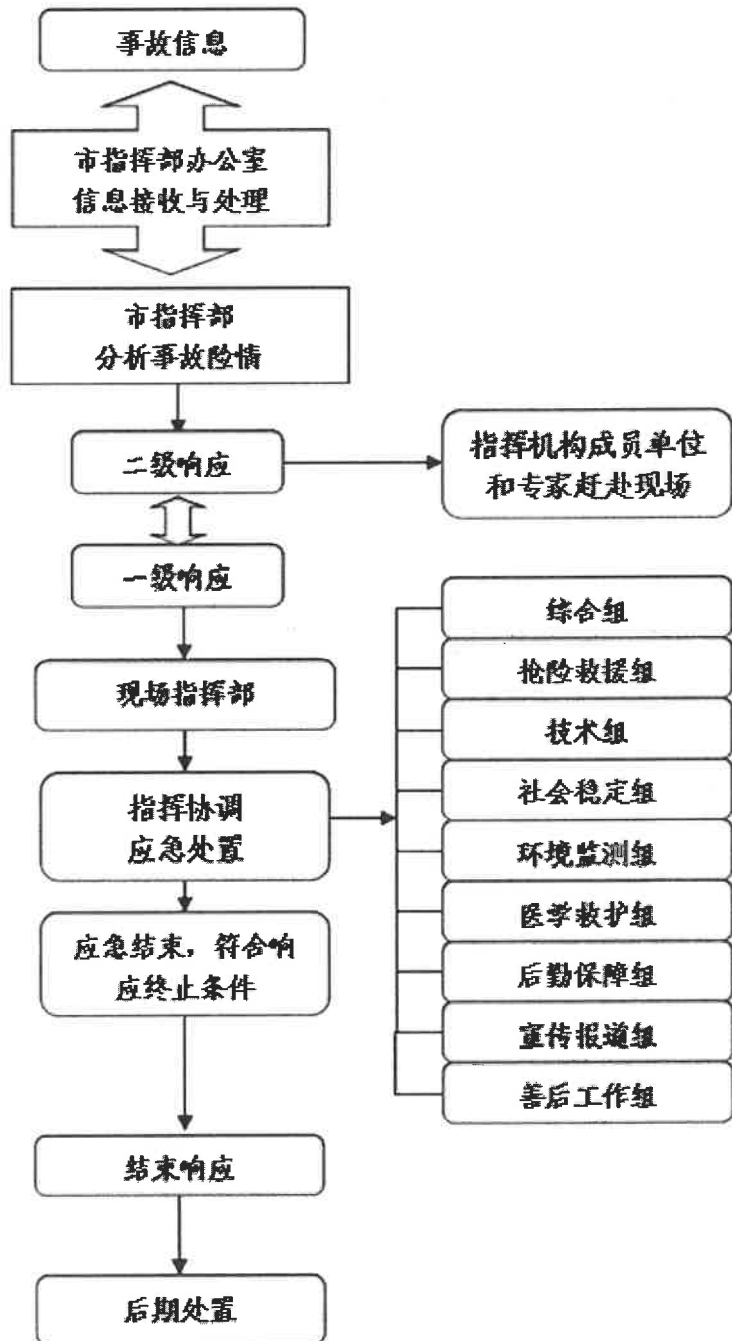 事故信息
市指挥部办公室
信息接收与处理
市指挥部
分析事故险情
二级响应
指挥机构成员单位
和专家赶赴现场
一级响应
现场指挥部
指挥协调
应急处置
综合组
抢险救援组
技术组
社会稳定组
环境监测组
医学救护组
后勤保障组
宣传报道组
善后工作组
应急结束，符合响
应终止条件
结束响应
后期处置